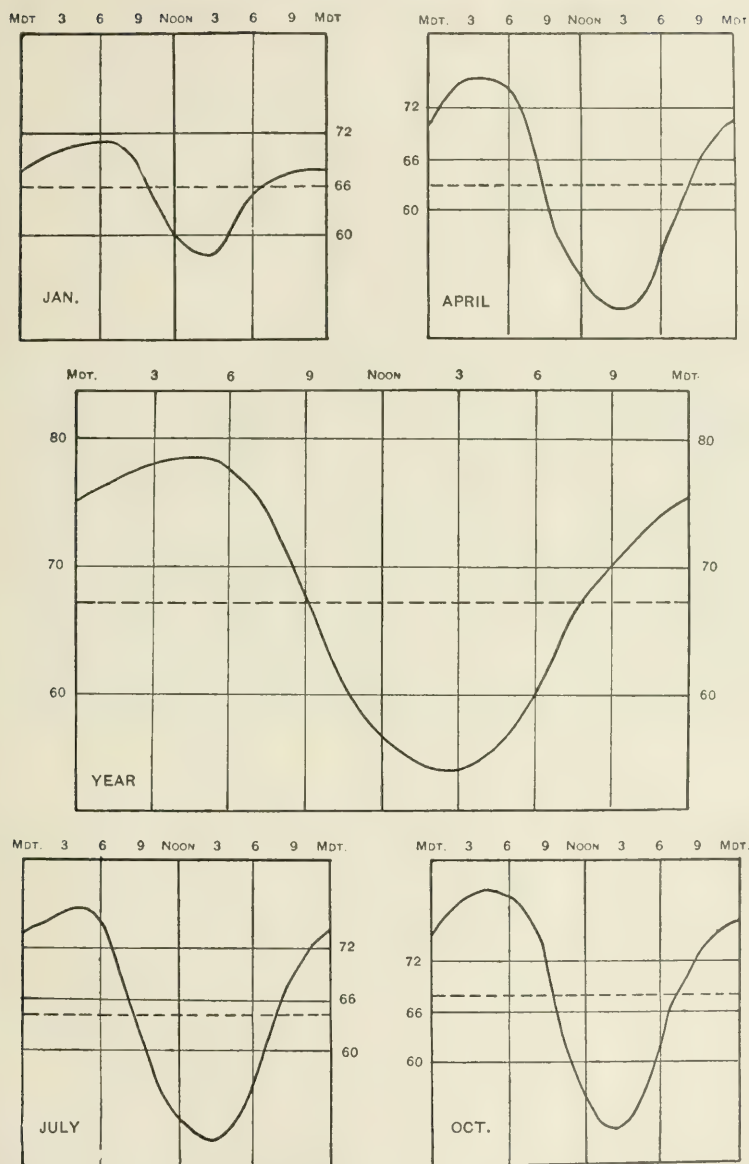 MDT 3 6 9 NOON 3 6 9 MDT
72
66
60
JAN.
MDT. 3 6 9 NOON 3 6 9 MDT
72
66
60
APRIL
MDT. 3 6 9 NOON 3 6 9 MDT.
80 80
70 70
60 60
YEAR
MDT. 3 6 9 NOON 3 6 9 MDT.
72
66
60
JULY
MDT. 3 6 9 NOON 3 6 9 MDT.
72
66
60
OCT.